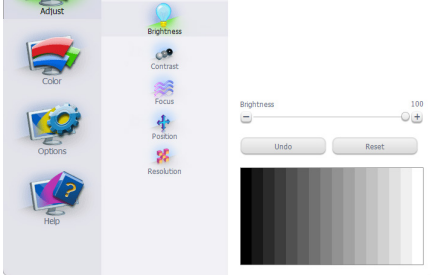 Adjust
Color
Options
Help
Brightness
Contrast
Focus
Position
Resolution
Brightness 100
Undo Reset